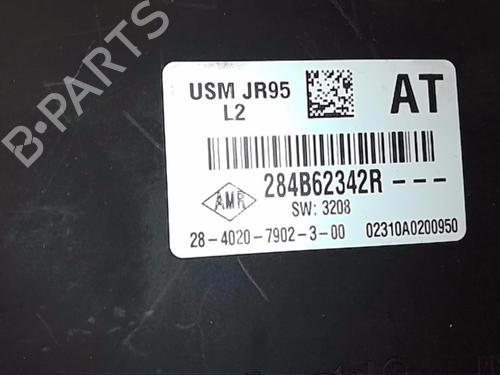 B-PARTS
USM JR95
L2
AT
284B62342R---
AMR
SW: 3208
28-4020-7902-3-00 02310A0200950